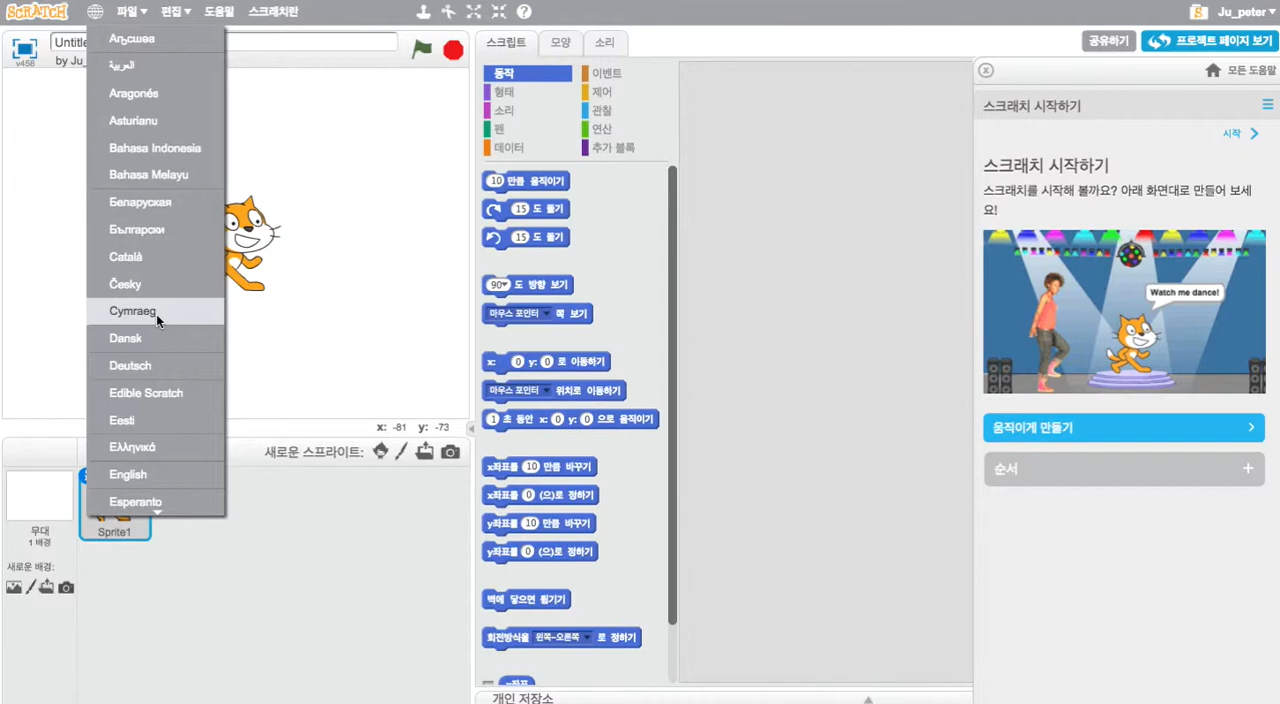 SCRATCH
파일▼ 편집▼ 도움말 스크래치란
Ju_peter▼
v456
Untitle
by Ju_
Аҧсшәа
العربية
Aragonés
Asturianu
Bahasa Indonesia
Bahasa Melayu
Беларуская
Български
Català
Česky
Cymraeg
Dansk
Deutsch
Edible Scratch
Eesti
Ελληνικά
English
Esperanto
x: -81 y: -73
새로운 스프라이트:
무대
1 배경
새로운 배경:
Sprite1
스크립트 모양 소리
동작 이벤트
형태 제어
소리 관찰
펜 연산
데이터 추가 블록
10 만큼 움직이기
15 도 돌기
15 도 돌기
90▼ 도 방향 보기
마우스 포인터 쪽 보기
x: 0 y: 0 로 이동하기
마우스 포인터 위치로 이동하기
1 초 동안 x: 0 y: 0 으로 움직이기
x좌표를 10 만큼 바꾸기
x좌표를 0 (으)로 정하기
y좌표를 10 만큼 바꾸기
y좌표를 0 (으)로 정하기
벽에 닿으면 튕기기
회전방식을 왼쪽-오른쪽 로 정하기
x좌표
개인 저장소
공유하기 프로젝트 페이지 보기
모든 도움말
스크래치 시작하기
시작
스크래치 시작하기
스크래치를 시작해 볼까요? 아래 화면대로 만들어 보세
요!
Watch me dance!
움직이게 만들기
순서